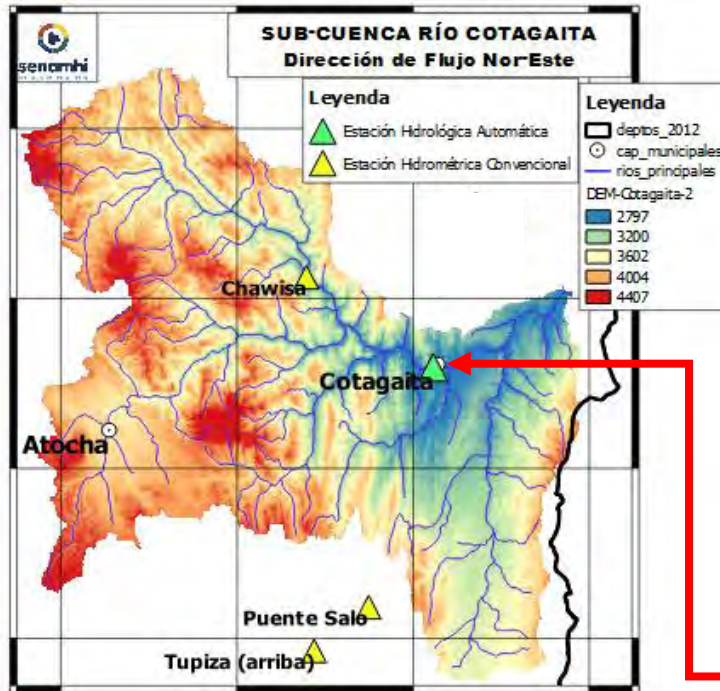 senamhi
SUB-CUENCA RÍO COTAGAITA
Dirección de Flujo Nor-Este
Leyenda
Estación Hidrológica Automática
Estación Hidrométrica Convencional
Leyenda
deptos_2012
cap_municipales
rios_principales
DEM-Cotagaita-2
2797
3200
3602
4004
4407
Chawisa
Cotagaita
Atocha
Puente Salo
Tupiza (arriba)